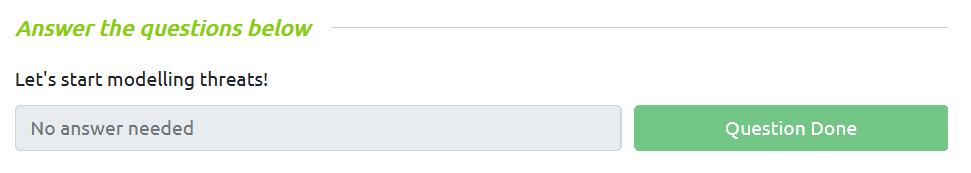 Answer the questions below
Let's start modelling threats!
No answer needed
Question Done